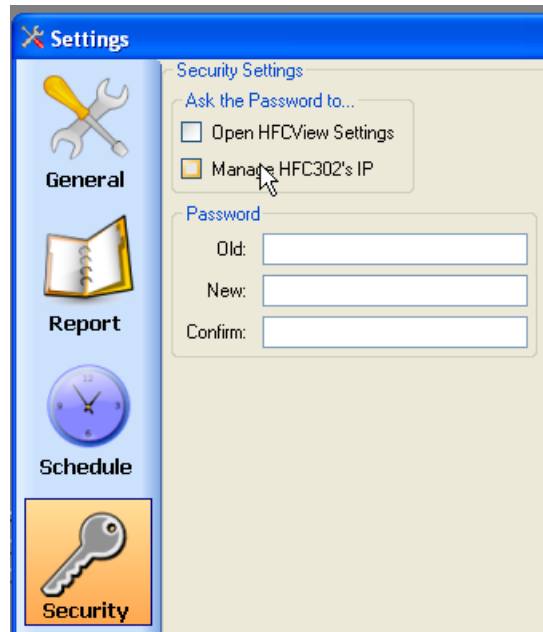 Settings
General
Report
Schedule
Security
Security Settings
Ask the Password to...
Open HFCView Settings
Manage HFC302's IP
Password
Old:
New:
Confirm: